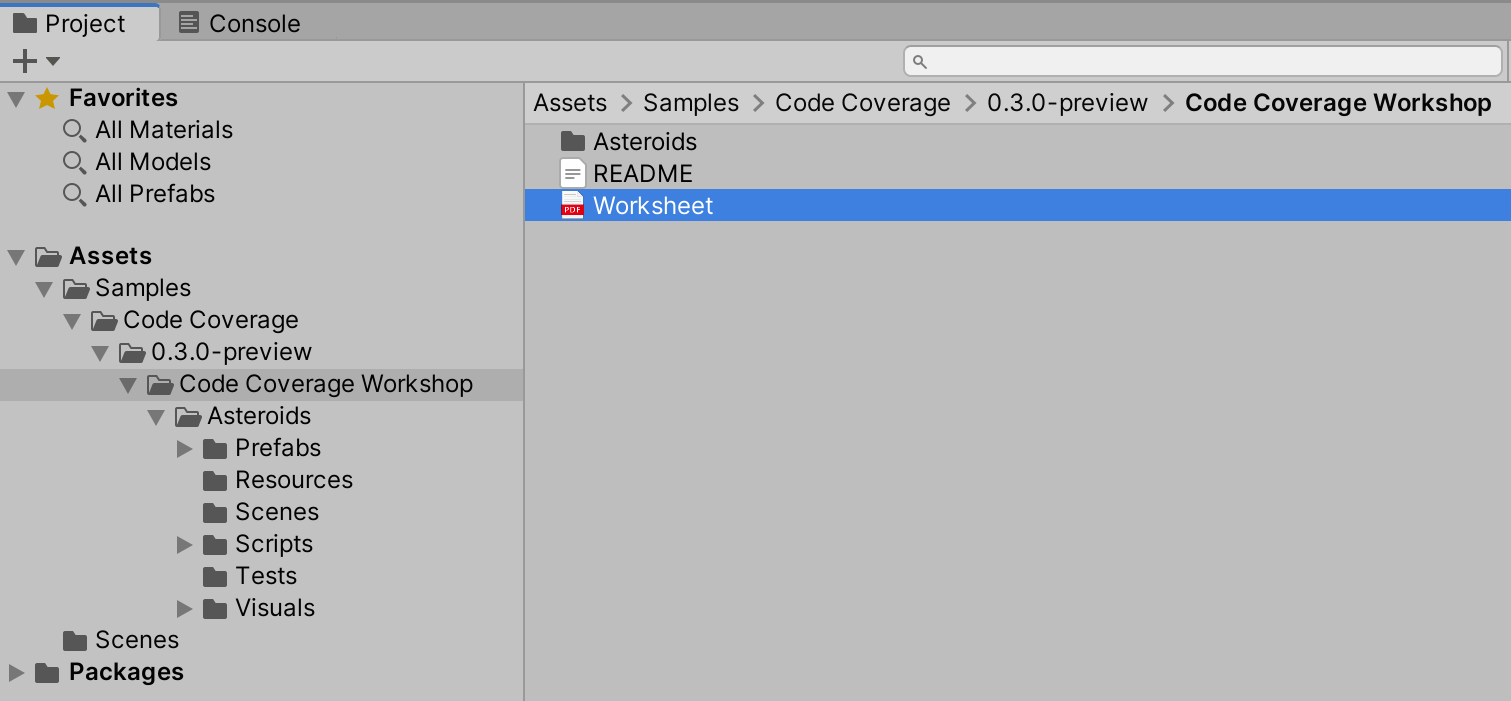 Project Console
Favorites
All Materials
All Models
All Prefabs
Assets
Samples
Code Coverage
0.3.0-preview
Code Coverage Workshop
Asteroids
Prefabs
Resources
Scenes
Scripts
Tests
Visuals
Scenes
Packages
Assets > Samples > Code Coverage > 0.3.0-preview > Code Coverage Workshop
Asteroids
README
PDF Worksheet